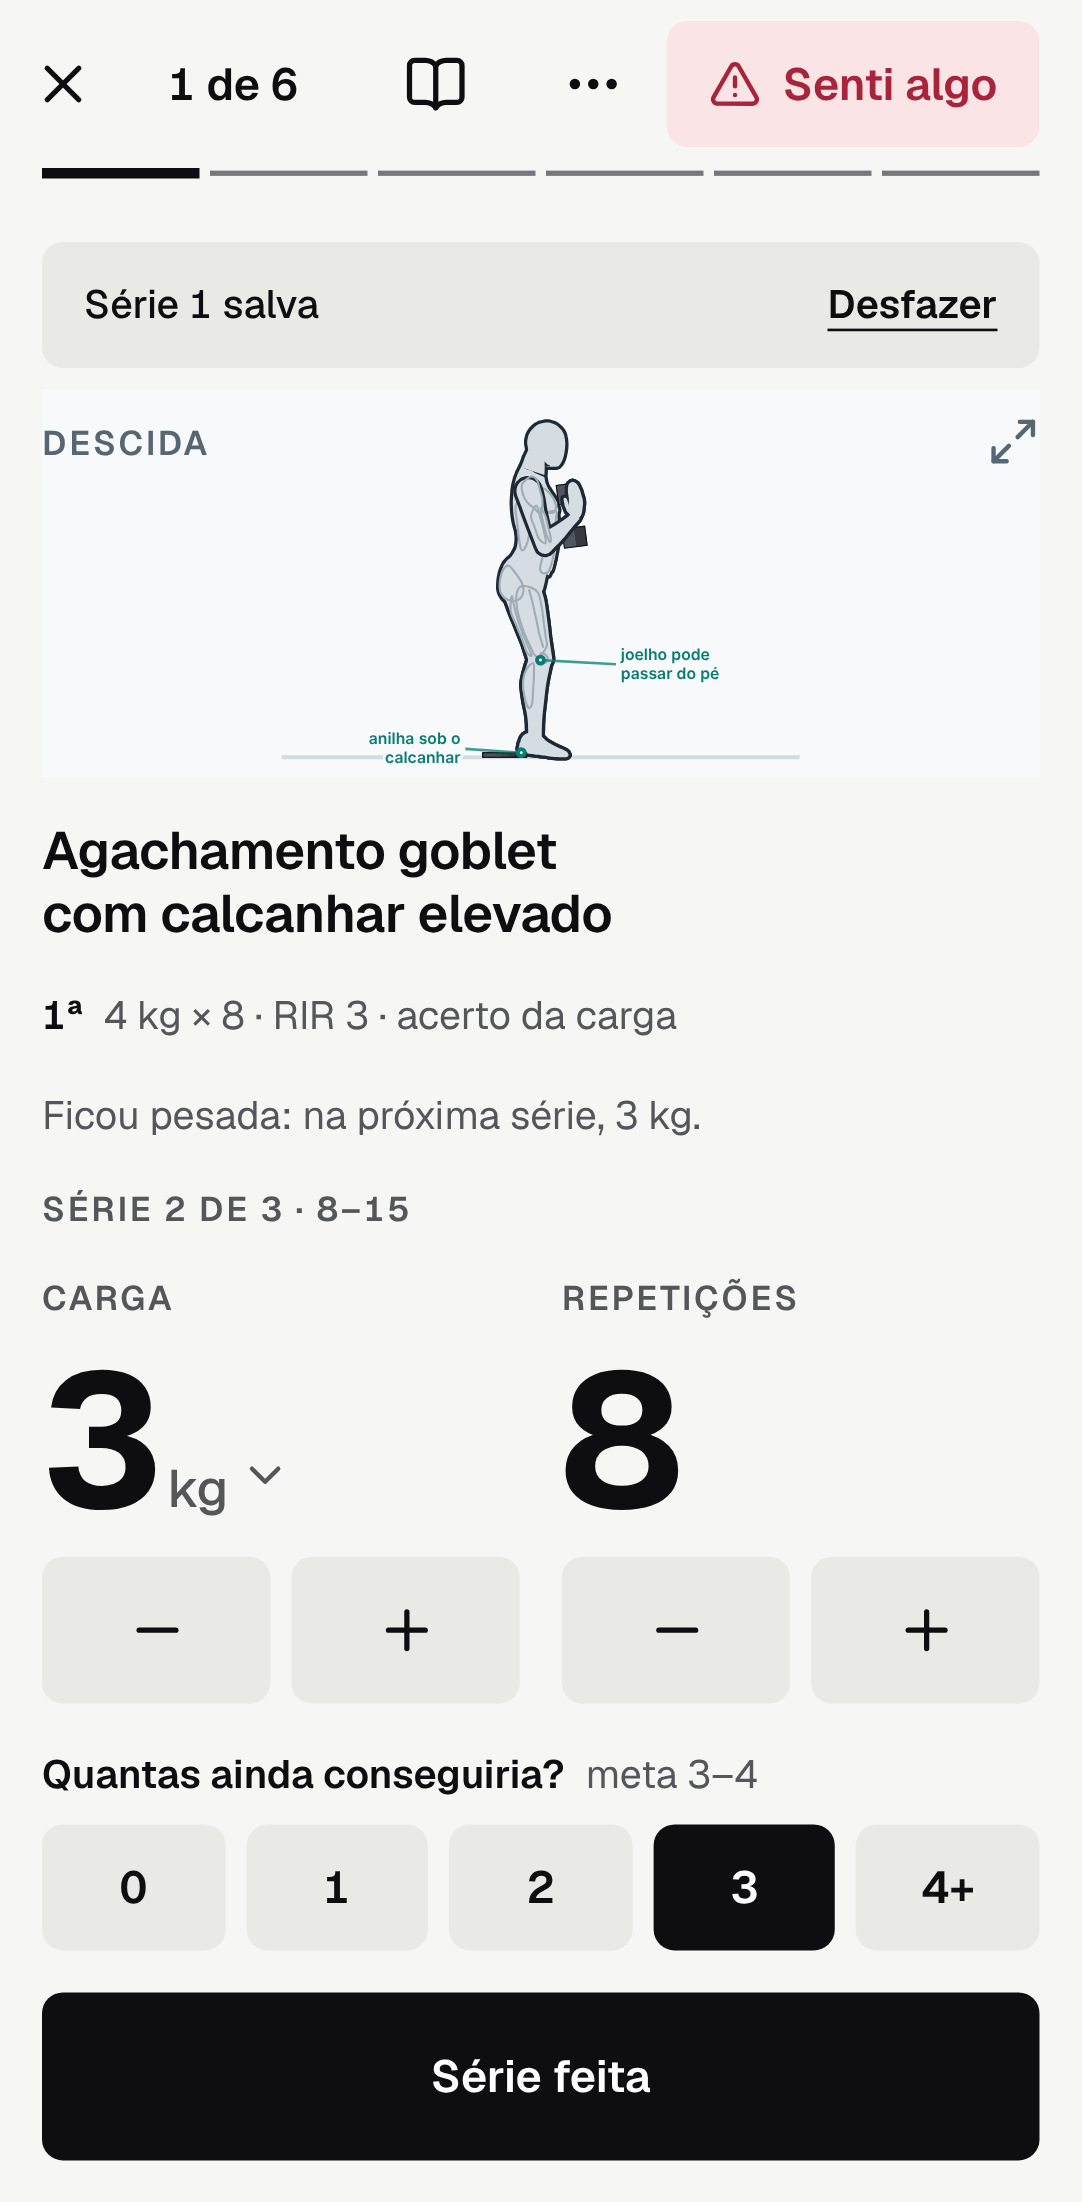 1 de 6
Senti algo
Série 1 salva
Desfazer
DESCIDA
joelho pode
passar do pé
anilha sob o
calcanhar
Agachamento goblet
com calcanhar elevado
1ª 4 kg × 8 · RIR 3 · acerto da carga
Ficou pesada: na próxima série, 3 kg.
SÉRIE 2 DE 3 · 8–15
CARGA
REPETIÇÕES
3 kg
8
Quantas ainda conseguiria? meta 3–4
0
1
2
3
4+
Série feita